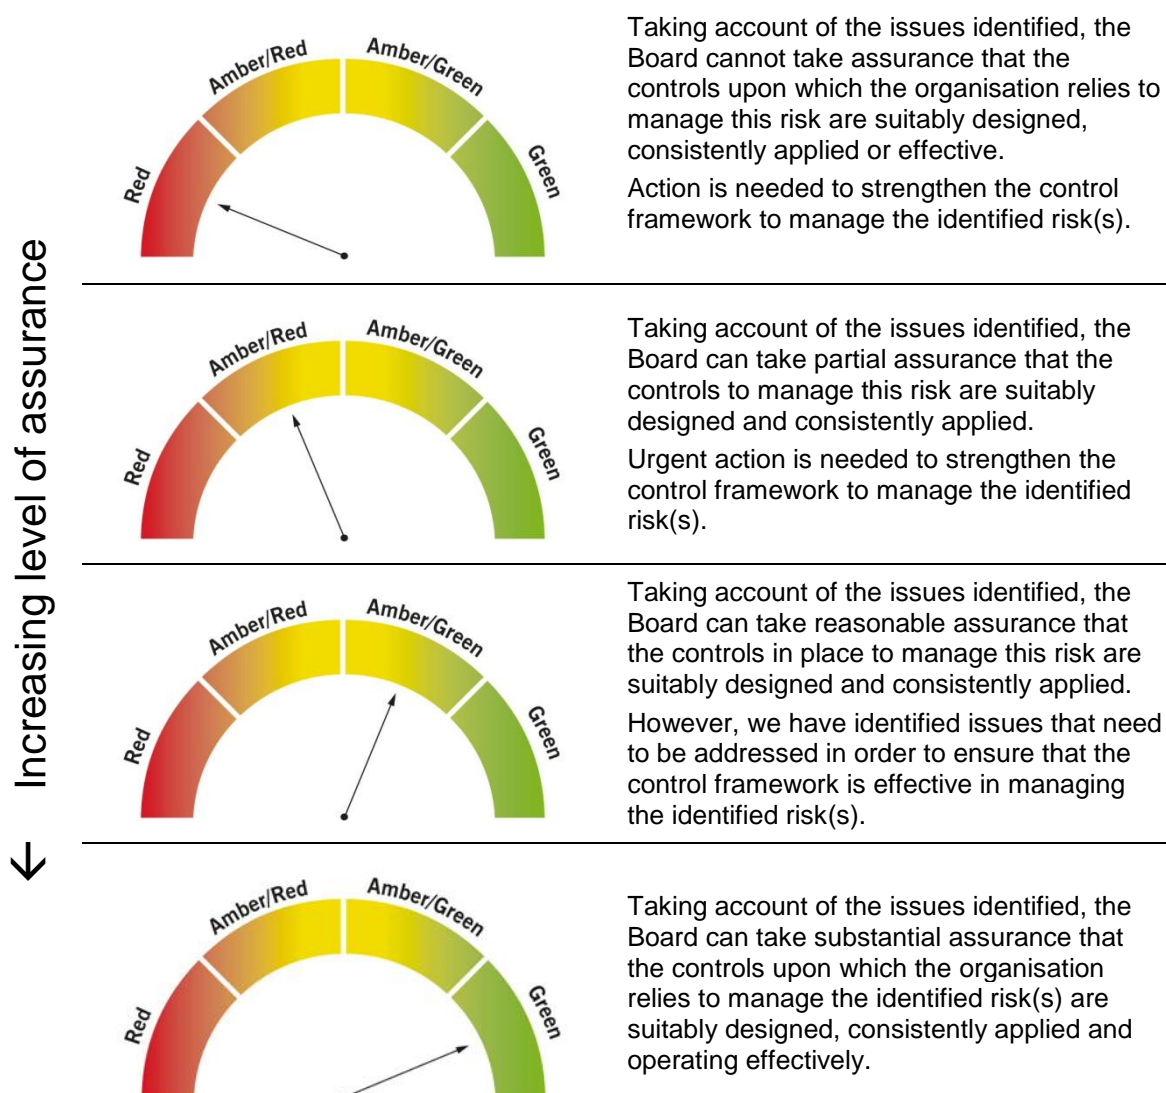 Increasing level of assurance
Amber/Red
Amber/Green
Red
Green
Taking account of the issues identified, the
Board cannot take assurance that the
controls upon which the organisation relies to
manage this risk are suitably designed,
consistently applied or effective.
Action is needed to strengthen the control
framework to manage the identified risk(s).
Amber/Red
Amber/Green
Red
Green
Taking account of the issues identified, the
Board can take partial assurance that the
controls to manage this risk are suitably
designed and consistently applied.
Urgent action is needed to strengthen the
control framework to manage the identified
risk(s).
Amber/Red
Amber/Green
Red
Green
Taking account of the issues identified, the
Board can take reasonable assurance that
the controls in place to manage this risk are
suitably designed and consistently applied.
However, we have identified issues that need
to be addressed in order to ensure that the
control framework is effective in managing
the identified risk(s).
Amber/Red
Amber/Green
Red
Green
Taking account of the issues identified, the
Board can take substantial assurance that
the controls upon which the organisation
relies to manage the identified risk(s) are
suitably designed, consistently applied and
operating effectively.